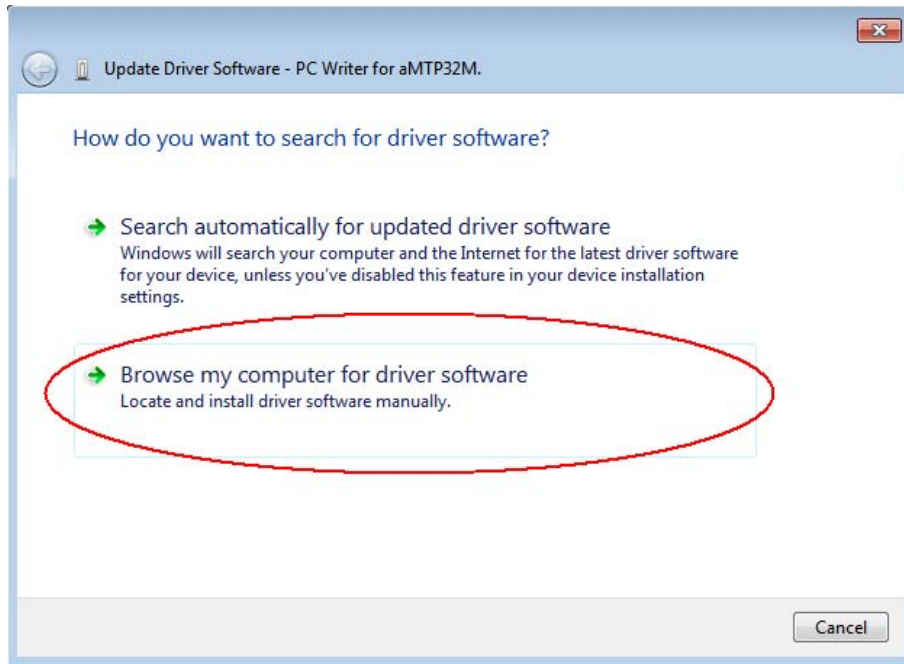 Update Driver Software - PC Writer for aMTP32M.
How do you want to search for driver software?
Search automatically for updated driver software
Windows will search your computer and the Internet for the latest driver software
for your device, unless you've disabled this feature in your device installation
settings.
Browse my computer for driver software
Locate and install driver software manually.
Cancel